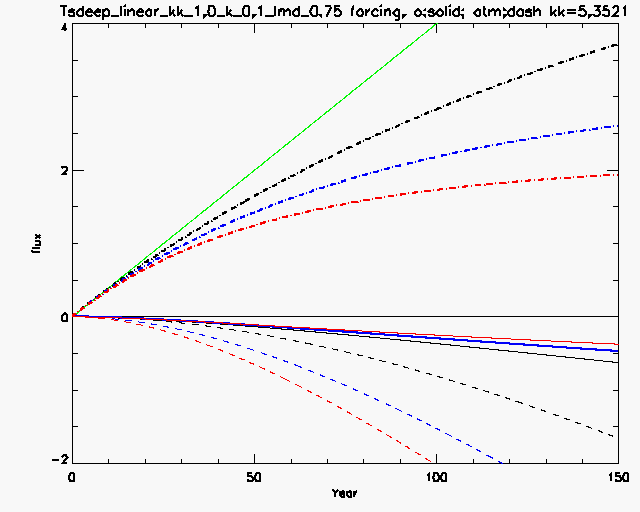 Tsdeep_linear_kk_1,0_k_0,1_lmd_0.75 forcing, o:solid; atm:dash kk=5.3521
4
2
flux
0
-2
0
50
100
150
Year